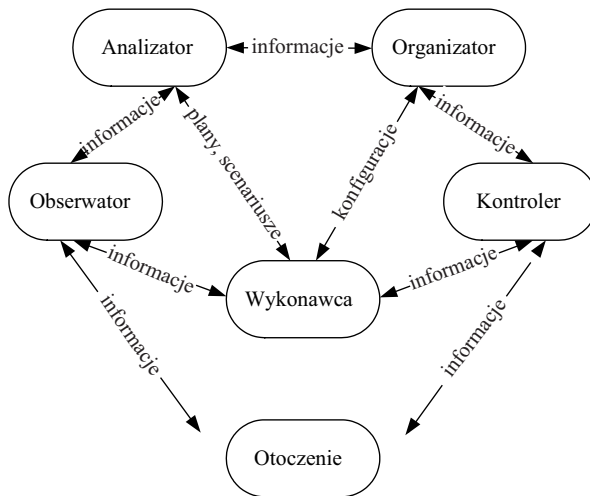 Analizator
informacje
Organizator
informacje
plany, scenariusze
konfiguracje
informacje
Obserwator
Kontroler
informacje
Wykonawca
informacje
informacje
informacje
Otoczenie